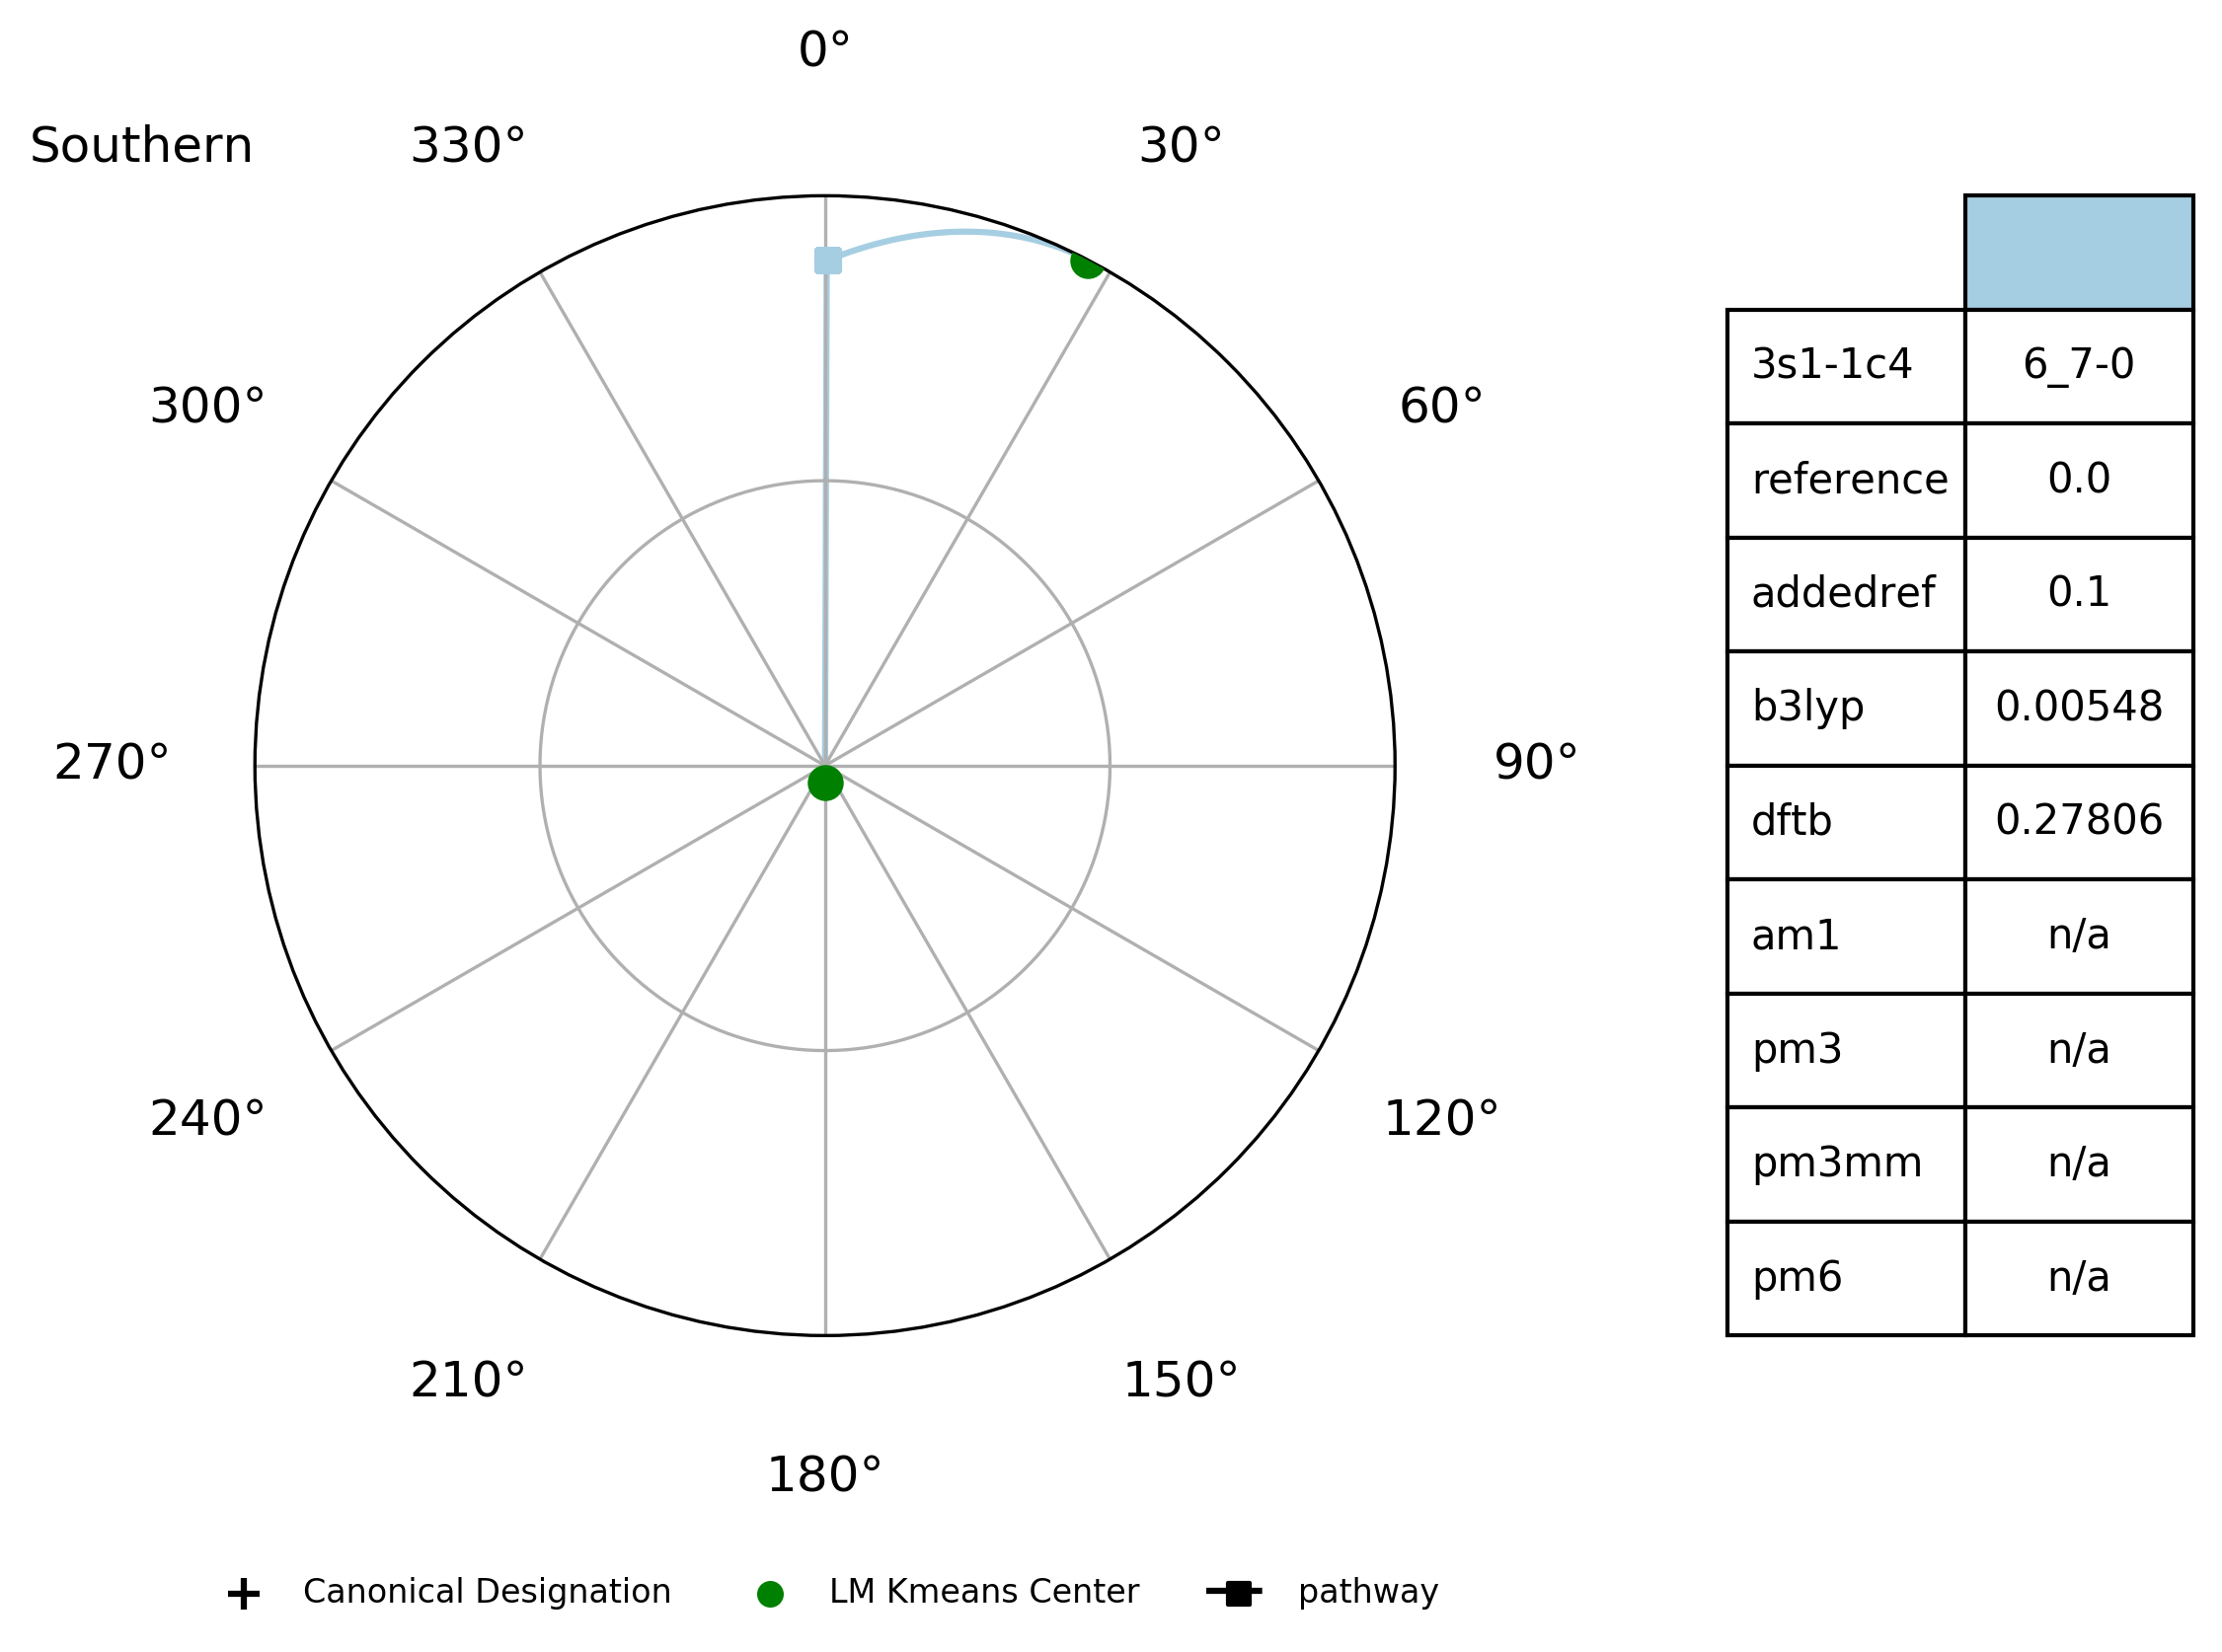 0°
Southern
330°
30°
300°
60°
270°
90°
240°
120°
210°
150°
180°
3s1-1c4 6_7-0
reference 0.0
addedref 0.1
b3lyp 0.00548
dftb 0.27806
am1 n/a
pm3 n/a
pm3mm n/a
pm6 n/a
Canonical Designation LM Kmeans Center pathway